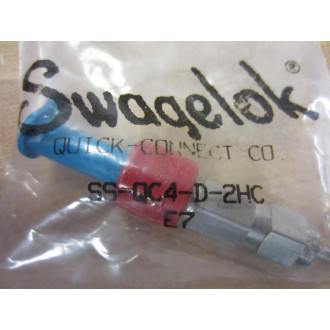 Swagelok®
QUICK-CONNECT CO.
SS-QC4-D-2HC
E7